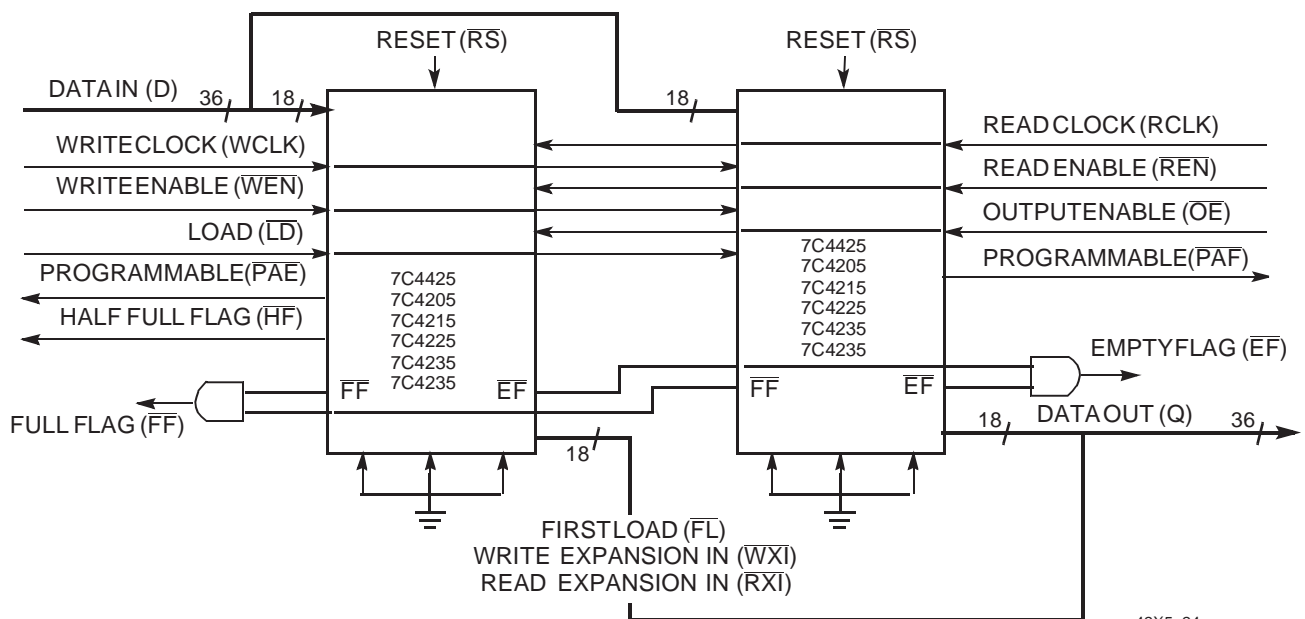 RESET (RS)
RESET (RS)
DATA IN (D)
36
18
18
WRITE CLOCK (WCLK)
READ CLOCK (RCLK)
WRITE ENABLE (WEN)
READ ENABLE (REN)
LOAD (LD)
OUTPUT ENABLE (OE)
PROGRAMMABLE (PAE)
PROGRAMMABLE (PAF)
HALF FULL FLAG (HF)
7C4425
7C4205
7C4215
7C4225
7C4235
7C4235
7C4425
7C4205
7C4215
7C4225
7C4235
7C4235
EMPTY FLAG (EF)
FF
EF
FF
EF
FULL FLAG (FF)
DATA OUT (Q)
18
18
36
FIRST LOAD (FL)
WRITE EXPANSION IN (WXI)
READ EXPANSION IN (RXI)